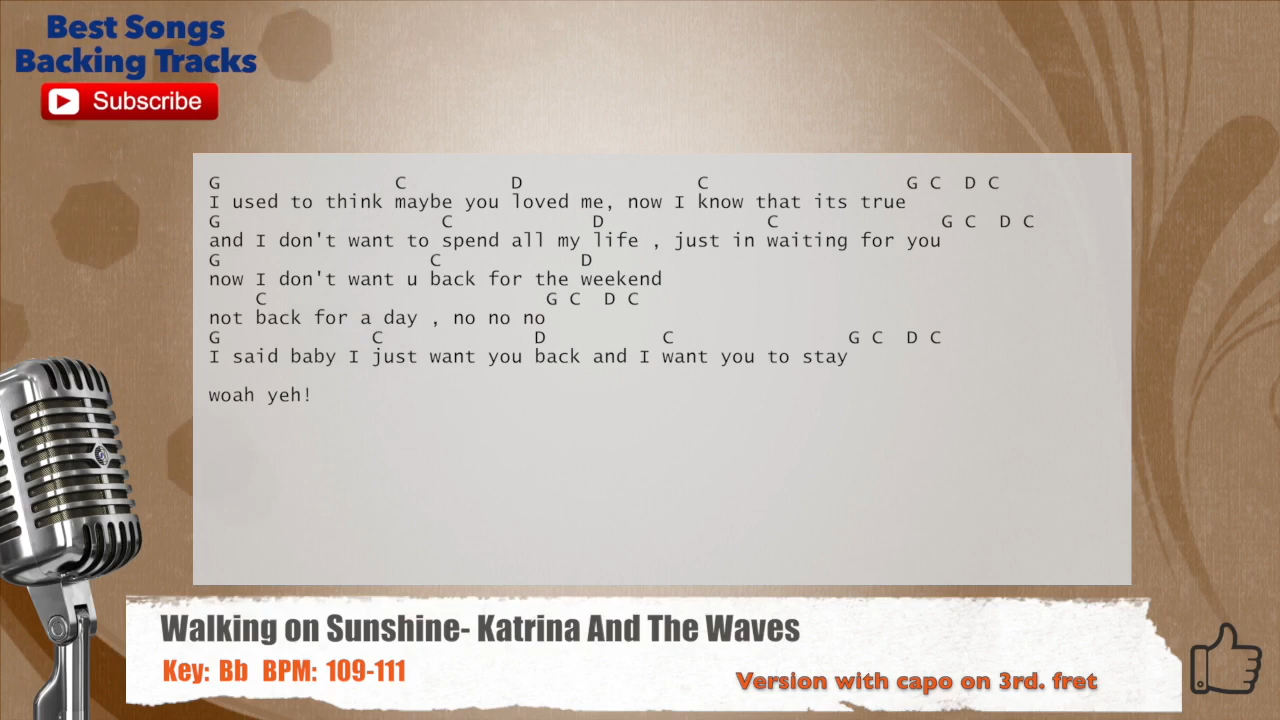 Best Songs
Backing Tracks
Subscribe
G C D C G C D C
I used to think maybe you loved me, now I know that its true
G C D C G C D C
and I don't want to spend all my life , just in waiting for you
G C D
now I don't want u back for the weekend
C G C D C
not back for a day , no no no
G C D C G C D C
I said baby I just want you back and I want you to stay
woah yeh!
Walking on Sunshine- Katrina And The Waves
Key: Bb BPM: 109-111
Version with capo on 3rd. fret